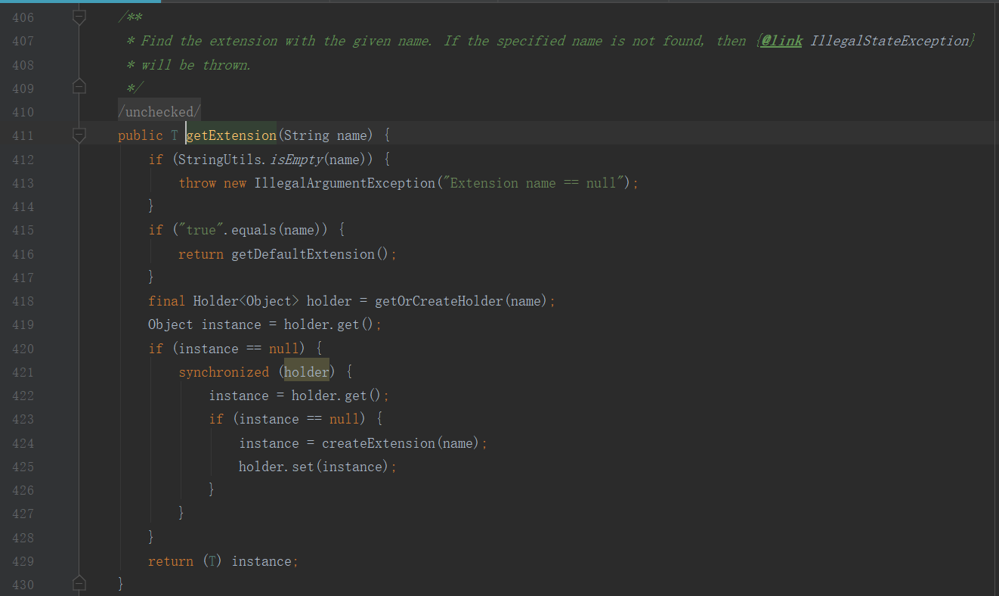 406 /**
407 * Find the extension with the given name. If the specified name is not found, then {@link IllegalStateException}
408 * will be thrown.
409 */
410 /unchecked/
411 public T getExtension(String name) {
412 if (StringUtils.isEmpty(name)) {
413 throw new IllegalArgumentException("Extension name == null");
414 }
415 if ("true".equals(name)) {
416 return getDefaultExtension();
417 }
418 final Holder<Object> holder = getOrCreateHolder(name);
419 Object instance = holder.get();
420 if (instance == null) {
421 synchronized (holder) {
422 instance = holder.get();
423 if (instance == null) {
424 instance = createExtension(name);
425 holder.set(instance);
426 }
427 }
428 }
429 return (T) instance;
430 }